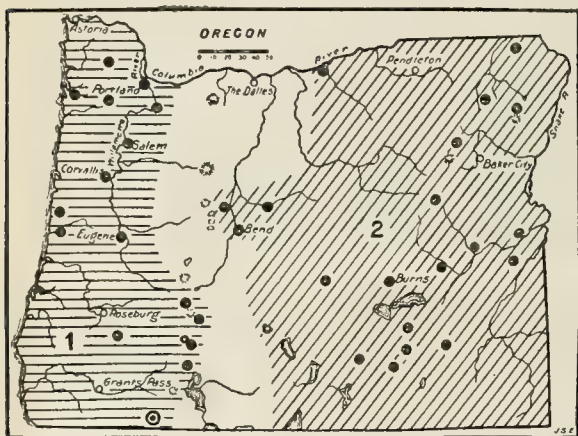 OREGON
Astoria
River
Columbia
River
Pendleton
Portland
The Dalles
Snake R
Salem
Baker City
Corvallis
2
Eugene
Bend
Burns
Roseburg
1
Grants Pass
J.S.E.